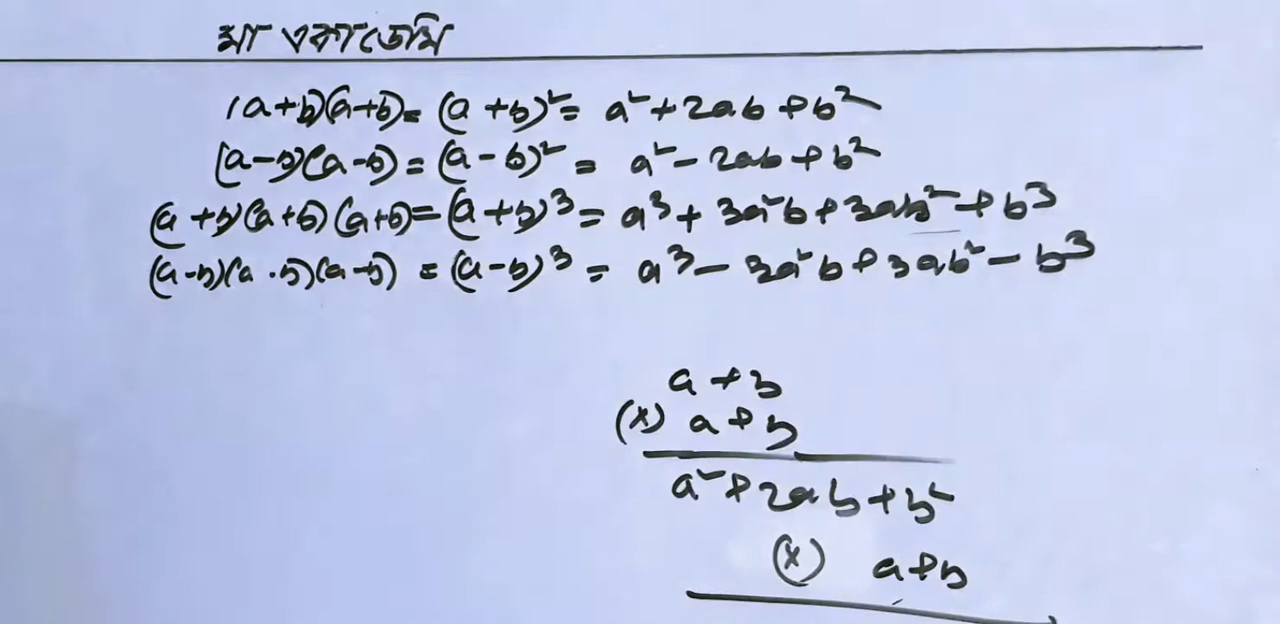 মা একাডেমি
(a+b)(a+b)= (a+b)²= a²+2ab+b²
(a-b)(a-b) = (a-b)² = a²-2ab+b²
(a+b)(a+b)(a+b)= (a+b)³ = a³+3a²b+3ab²+b³
(a-b)(a-b)(a-b) = (a-b)³ = a³-3a²b+3ab²-b³
a+b
(x) a+b
a²+2ab+b²
(x) a+b